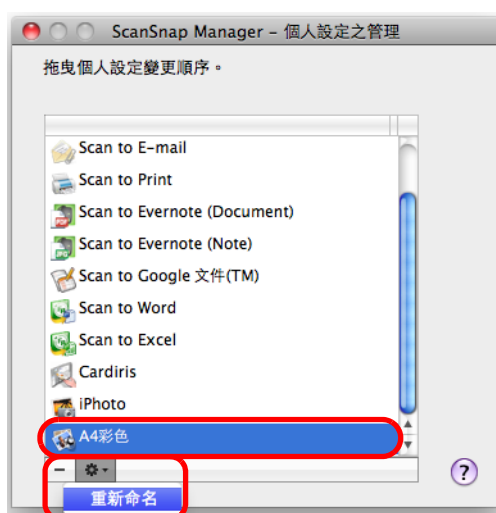 ScanSnap Manager – 個人設定之管理
拖曳個人設定變更順序。
Scan to E-mail
Scan to Print
Scan to Evernote (Document)
Scan to Evernote (Note)
Scan to Google 文件(TM)
Scan to Word
Scan to Excel
Cardiris
iPhoto
A4彩色
重新命名